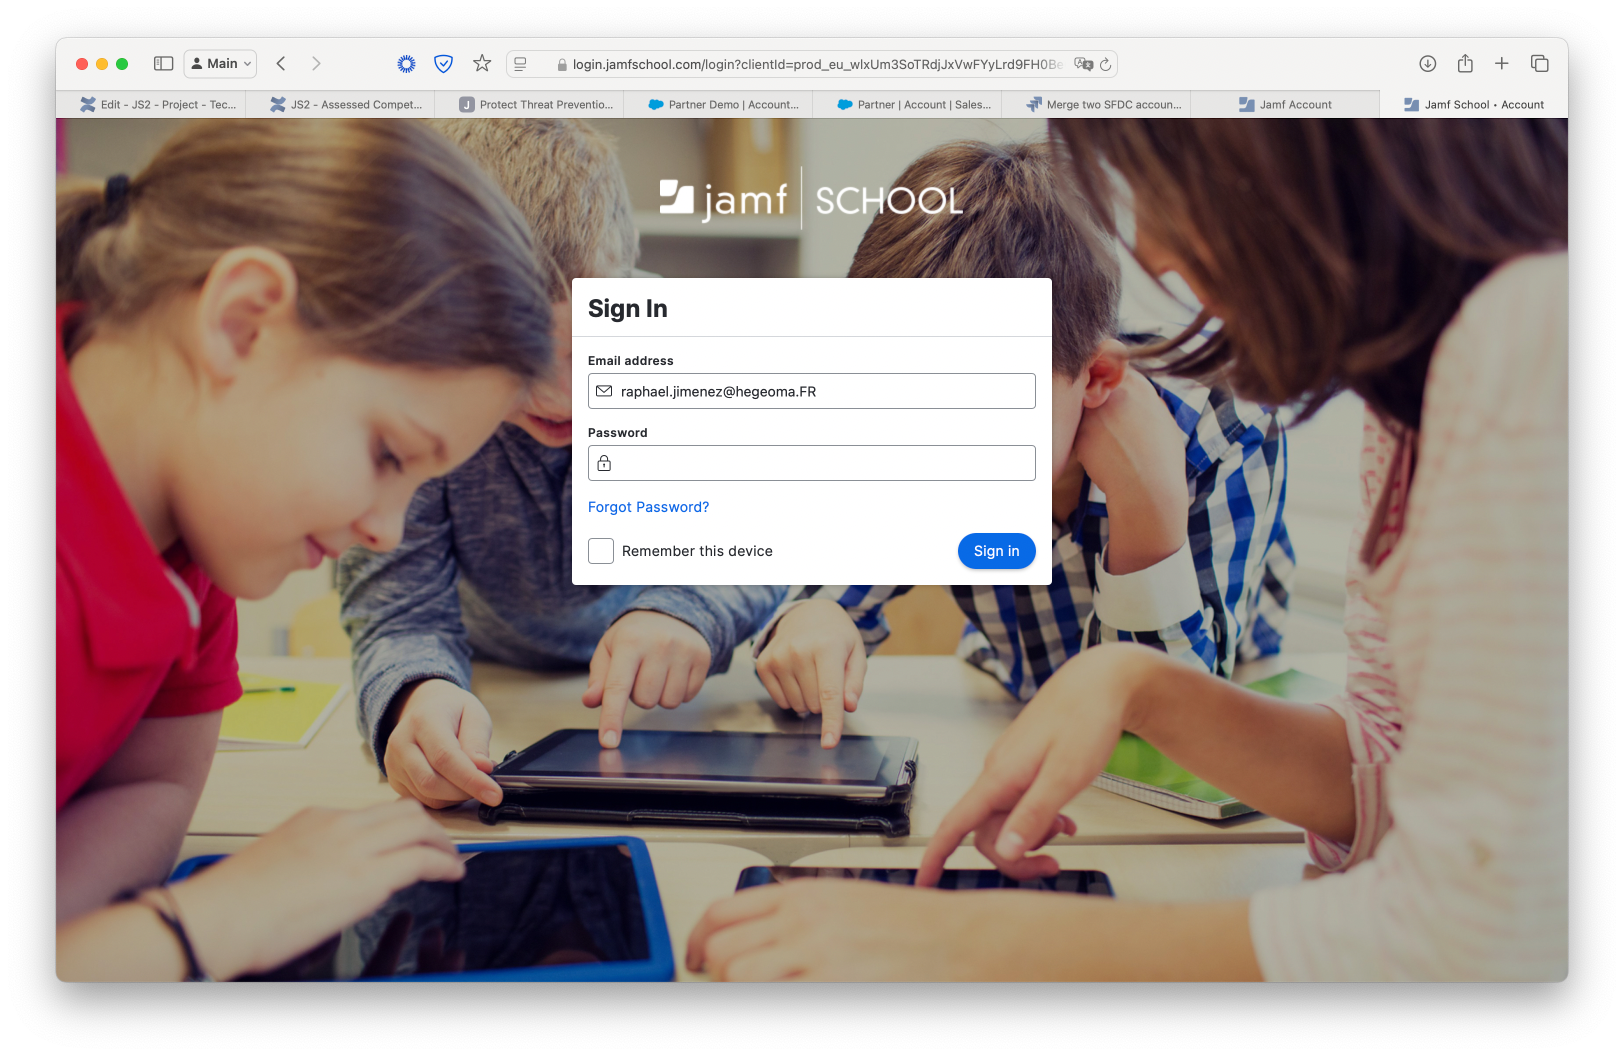 Main
login.jamfschool.com/login?clientId=prod_eu_wlxUm3SoTRdjJxVwFYyLrd9FH0Be
Edit - JS2 - Project - Tec...
JS2 - Assessed Compet...
J Protect Threat Preventio...
Partner Demo | Account...
Partner | Account | Sales...
Merge two SFDC accoun...
Jamf Account
Jamf School • Account
jamf | SCHOOL
Sign In
Email address
raphael.jimenez@hegeoma.FR
Password
Forgot Password?
Remember this device
Sign in